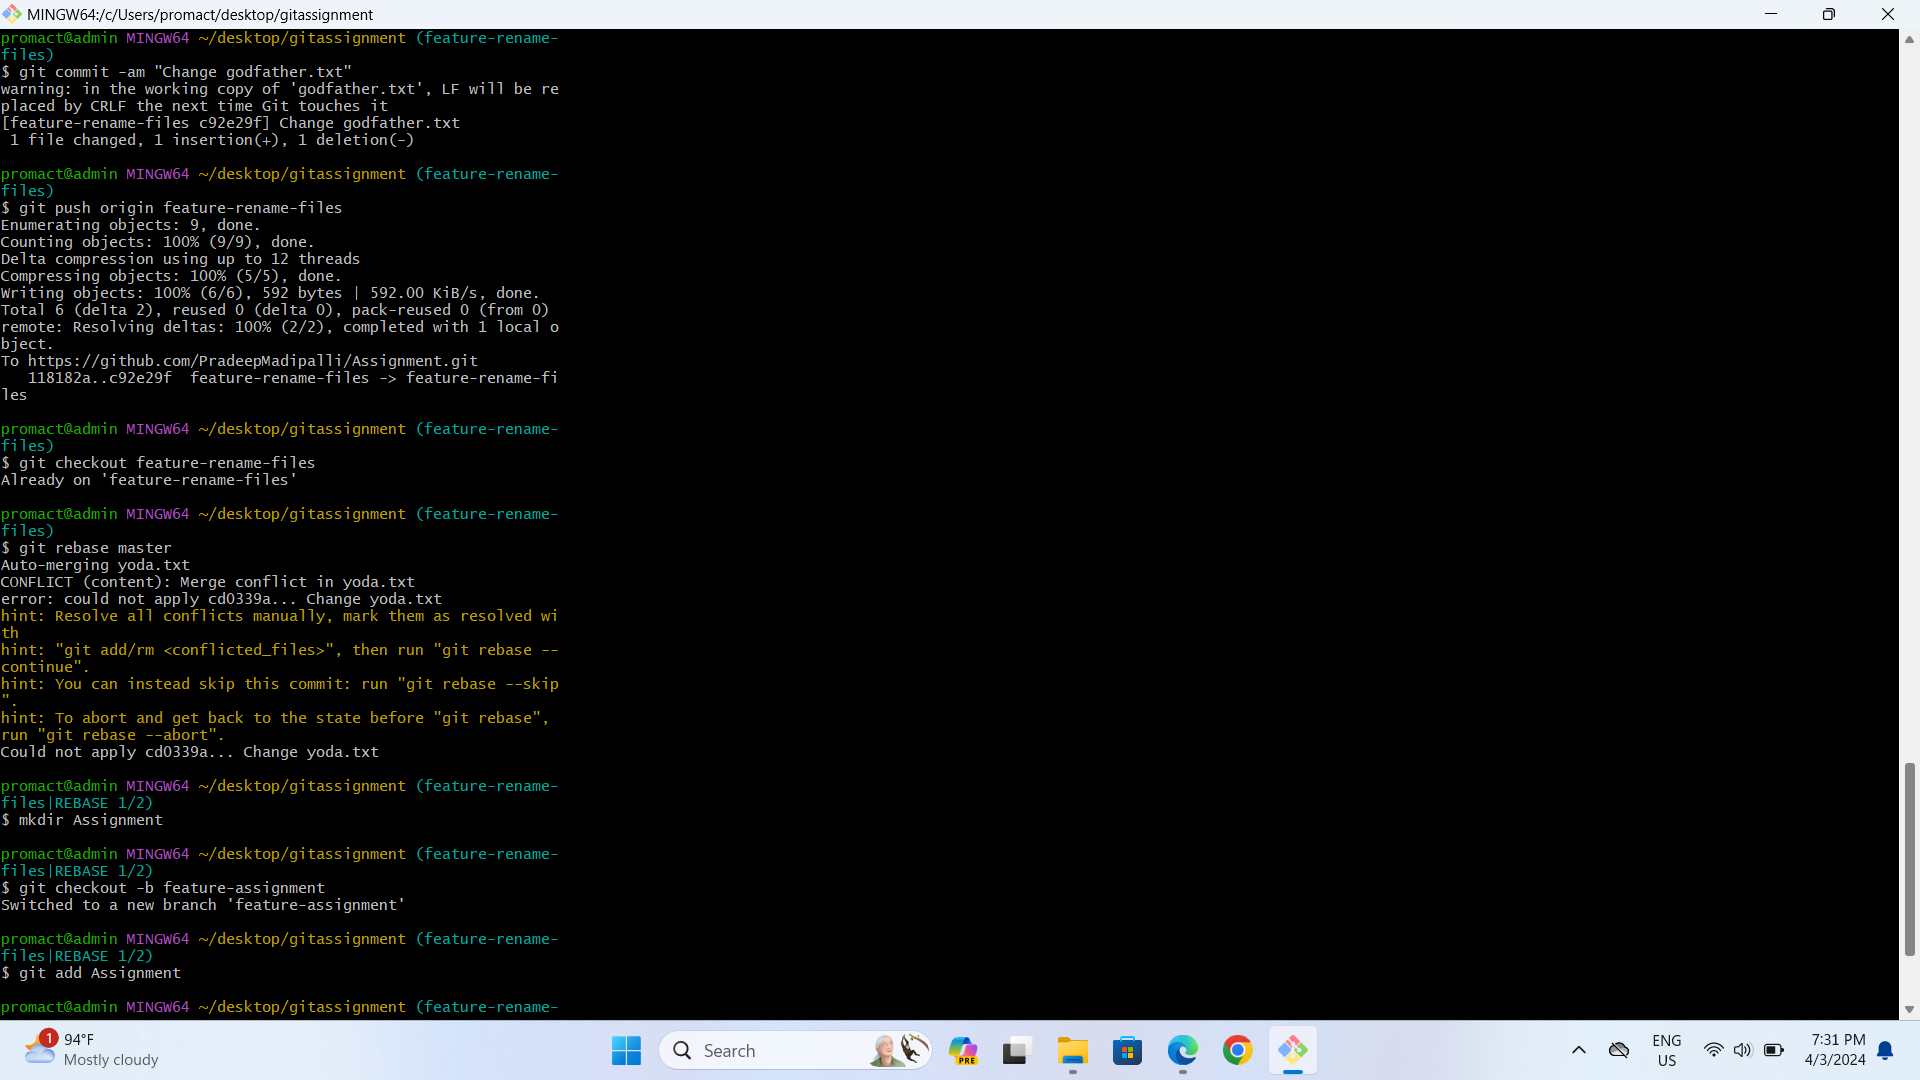 MINGW64:/c/Users/promact/desktop/gitassignment
promact@admin MINGW64 ~/desktop/gitassignment (feature-rename-
files)
$ git commit -am "Change godfather.txt"
warning: in the working copy of 'godfather.txt', LF will be re
placed by CRLF the next time Git touches it
[feature-rename-files c92e29f] Change godfather.txt
 1 file changed, 1 insertion(+), 1 deletion(-)
promact@admin MINGW64 ~/desktop/gitassignment (feature-rename-
files)
$ git push origin feature-rename-files
Enumerating objects: 9, done.
Counting objects: 100% (9/9), done.
Delta compression using up to 12 threads
Compressing objects: 100% (5/5), done.
Writing objects: 100% (6/6), 592 bytes | 592.00 KiB/s, done.
Total 6 (delta 2), reused 0 (delta 0), pack-reused 0 (from 0)
remote: Resolving deltas: 100% (2/2), completed with 1 local o
bject.
To https://github.com/PradeepMadipalli/Assignment.git
   118182a..c92e29f  feature-rename-files -> feature-rename-fi
les
promact@admin MINGW64 ~/desktop/gitassignment (feature-rename-
files)
$ git checkout feature-rename-files
Already on 'feature-rename-files'
promact@admin MINGW64 ~/desktop/gitassignment (feature-rename-
files)
$ git rebase master
Auto-merging yoda.txt
CONFLICT (content): Merge conflict in yoda.txt
error: could not apply cd0339a... Change yoda.txt
hint: Resolve all conflicts manually, mark them as resolved wi
th
hint: "git add/rm <conflicted_files>", then run "git rebase --
continue".
hint: You can instead skip this commit: run "git rebase --skip
".
hint: To abort and get back to the state before "git rebase",
run "git rebase --abort".
Could not apply cd0339a... Change yoda.txt
promact@admin MINGW64 ~/desktop/gitassignment (feature-rename-
files|REBASE 1/2)
$ mkdir Assignment
promact@admin MINGW64 ~/desktop/gitassignment (feature-rename-
files|REBASE 1/2)
$ git checkout -b feature-assignment
Switched to a new branch 'feature-assignment'
promact@admin MINGW64 ~/desktop/gitassignment (feature-rename-
files|REBASE 1/2)
$ git add Assignment
promact@admin MINGW64 ~/desktop/gitassignment (feature-rename-
1
94°F
Mostly cloudy
Search
PRE
ENG
US
7:31 PM
4/3/2024